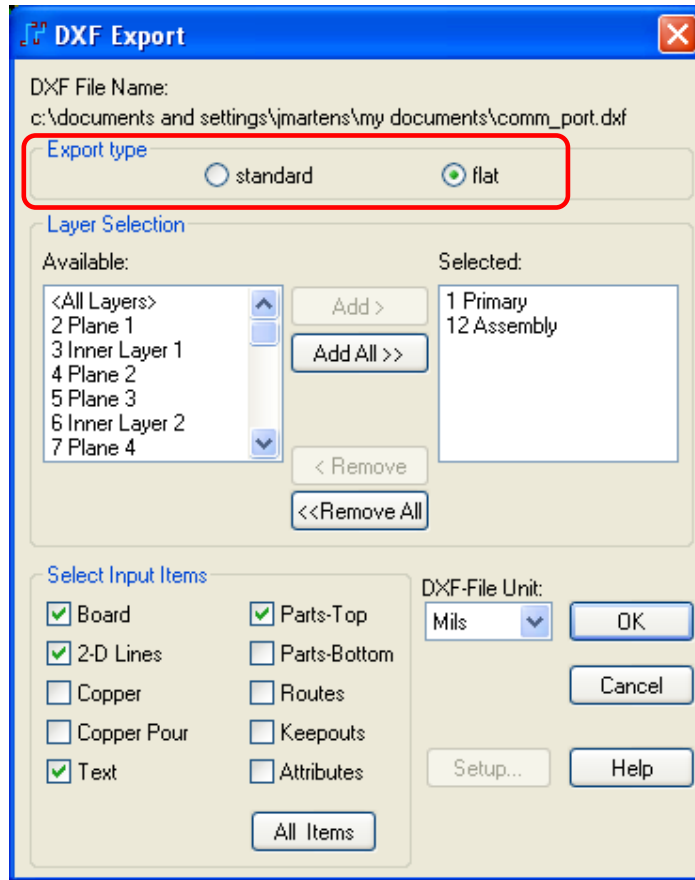 DXF Export
DXF File Name:
c:\documents and settings\jmartens\my documents\comm_port.dxf
Export type
standard
flat
Layer Selection
Available:
Selected:
<All Layers>
2 Plane 1
3 Inner Layer 1
4 Plane 2
5 Plane 3
6 Inner Layer 2
7 Plane 4
Add >
Add All >>
< Remove
<<Remove All
1 Primary
12 Assembly
Select Input Items
Board
Parts-Top
2-D Lines
Parts-Bottom
Copper
Routes
Copper Pour
Keepouts
Text
Attributes
All Items
DXF-File Unit:
Mils
OK
Cancel
Setup...
Help